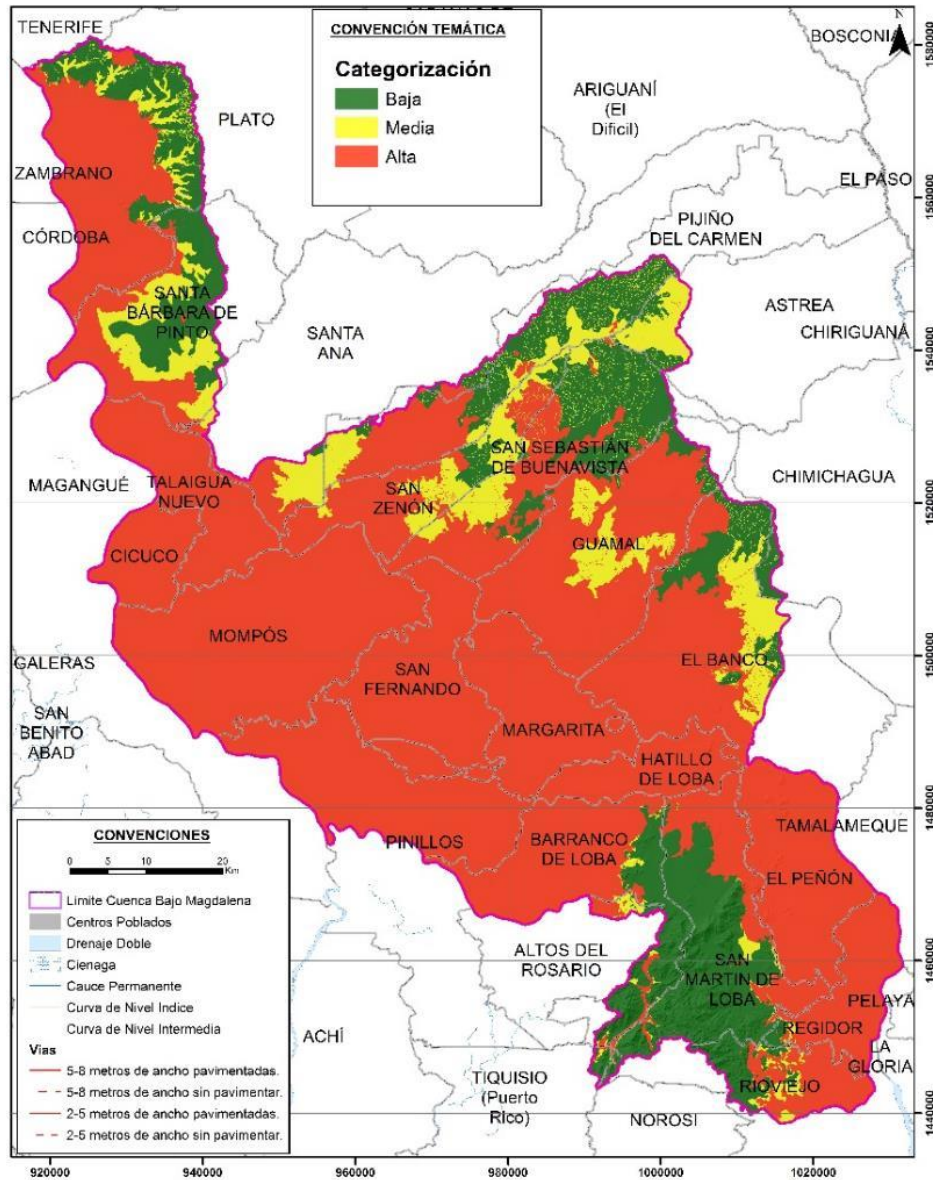 TENERIFE
CONVENCIÓN TEMÁTICA
Categorización
Baja
Media
Alta
N
BOSCONIA
1580000
ARIGUANÍ
(El
Dificil)
PLATO
ZAMBRANO
EL PASO
1560000
CÓRDOBA
PIJIÑO
DEL CARMEN
SANTA
BÁRBARA DE
PINTO
SANTA
ANA
ASTREA
CHIRIGUANÁ
1540000
SAN SEBASTIÁN
DE BUENAVISTA
MAGANGUÉ
TALAIGUA
NUEVO
SAN
ZENÓN
CHIMICHAGUA
1520000
CICUCO
GUAMAL
MOMPÓS
GALERAS
SAN
FERNANDO
EL BANCO
1500000
SAN
BENITO
ABAD
MARGARITA
HATILLO
DE LOBA
1480000
PINILLOS
BARRANCO
DE LOBA
TAMALAMEQUE
EL PEÑÓN
ALTOS DEL
ROSARIO
SAN
MARTIN DE
LOBA
1460000
PELAYA
REGIDOR
LA
GLORIA
ACHÍ
TIQUISIO
(Puerto
Rico)
RIOVIEJO
NOROSI
1440000
CONVENCIONES
0 5 10 20
Km
Limite Cuenca Bajo Magdalena
Centros Poblados
Drenaje Doble
Cienaga
Cauce Permanente
Curva de Nivel Indice
Curva de Nivel Intermedia
Vias
5-8 metros de ancho pavimentadas.
5-8 metros de ancho sin pavimentar.
2-5 metros de ancho pavimentadas.
2-5 metros de ancho sin pavimentar.
920000 940000 960000 980000 1000000 1020000